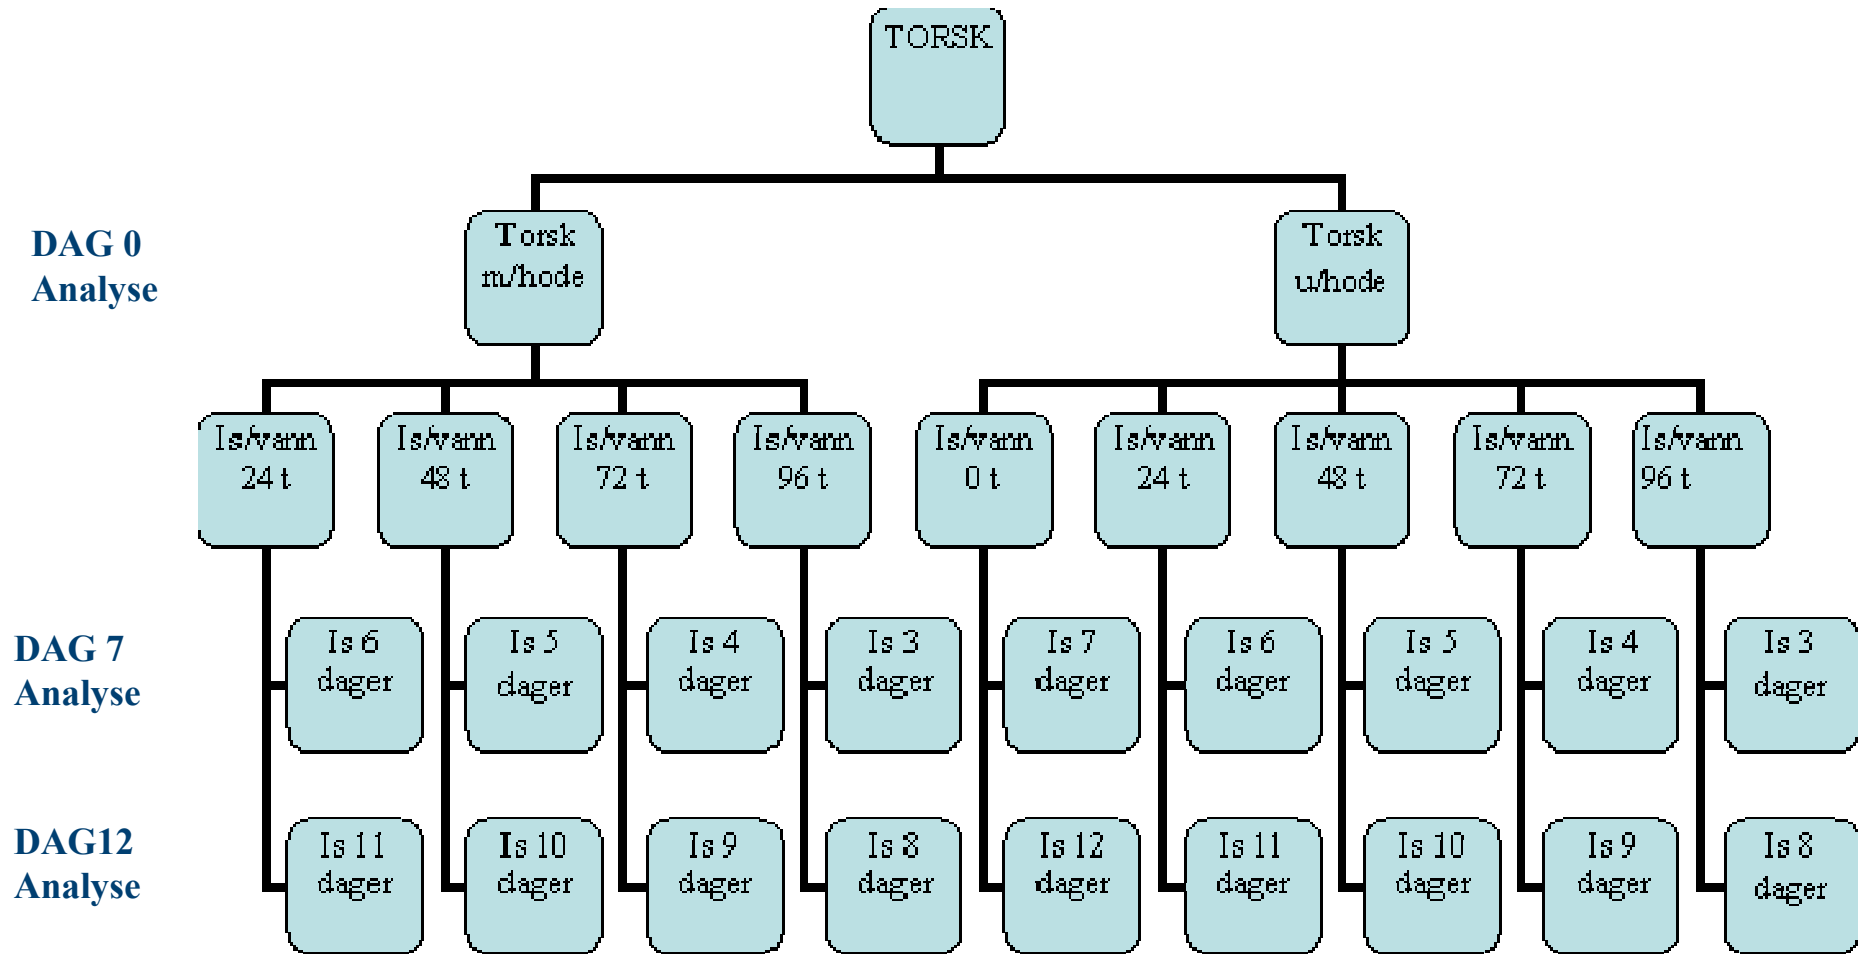 TORSK
DAG 0
Analyse
Torsk
m/hode
Torsk
u/hode
Is/vann
24 t
Is/vann
48 t
Is/vann
72 t
Is/vann
96 t
Is/vann
0 t
Is/vann
24 t
Is/vann
48 t
Is/vann
72 t
Is/vann
96 t
DAG 7
Analyse
Is 6
dager
Is 5
dager
Is 4
dager
Is 3
dager
Is 7
dager
Is 6
dager
Is 5
dager
Is 4
dager
Is 3
dager
DAG12
Analyse
Is 11
dager
Is 10
dager
Is 9
dager
Is 8
dager
Is 12
dager
Is 11
dager
Is 10
dager
Is 9
dager
Is 8
dager